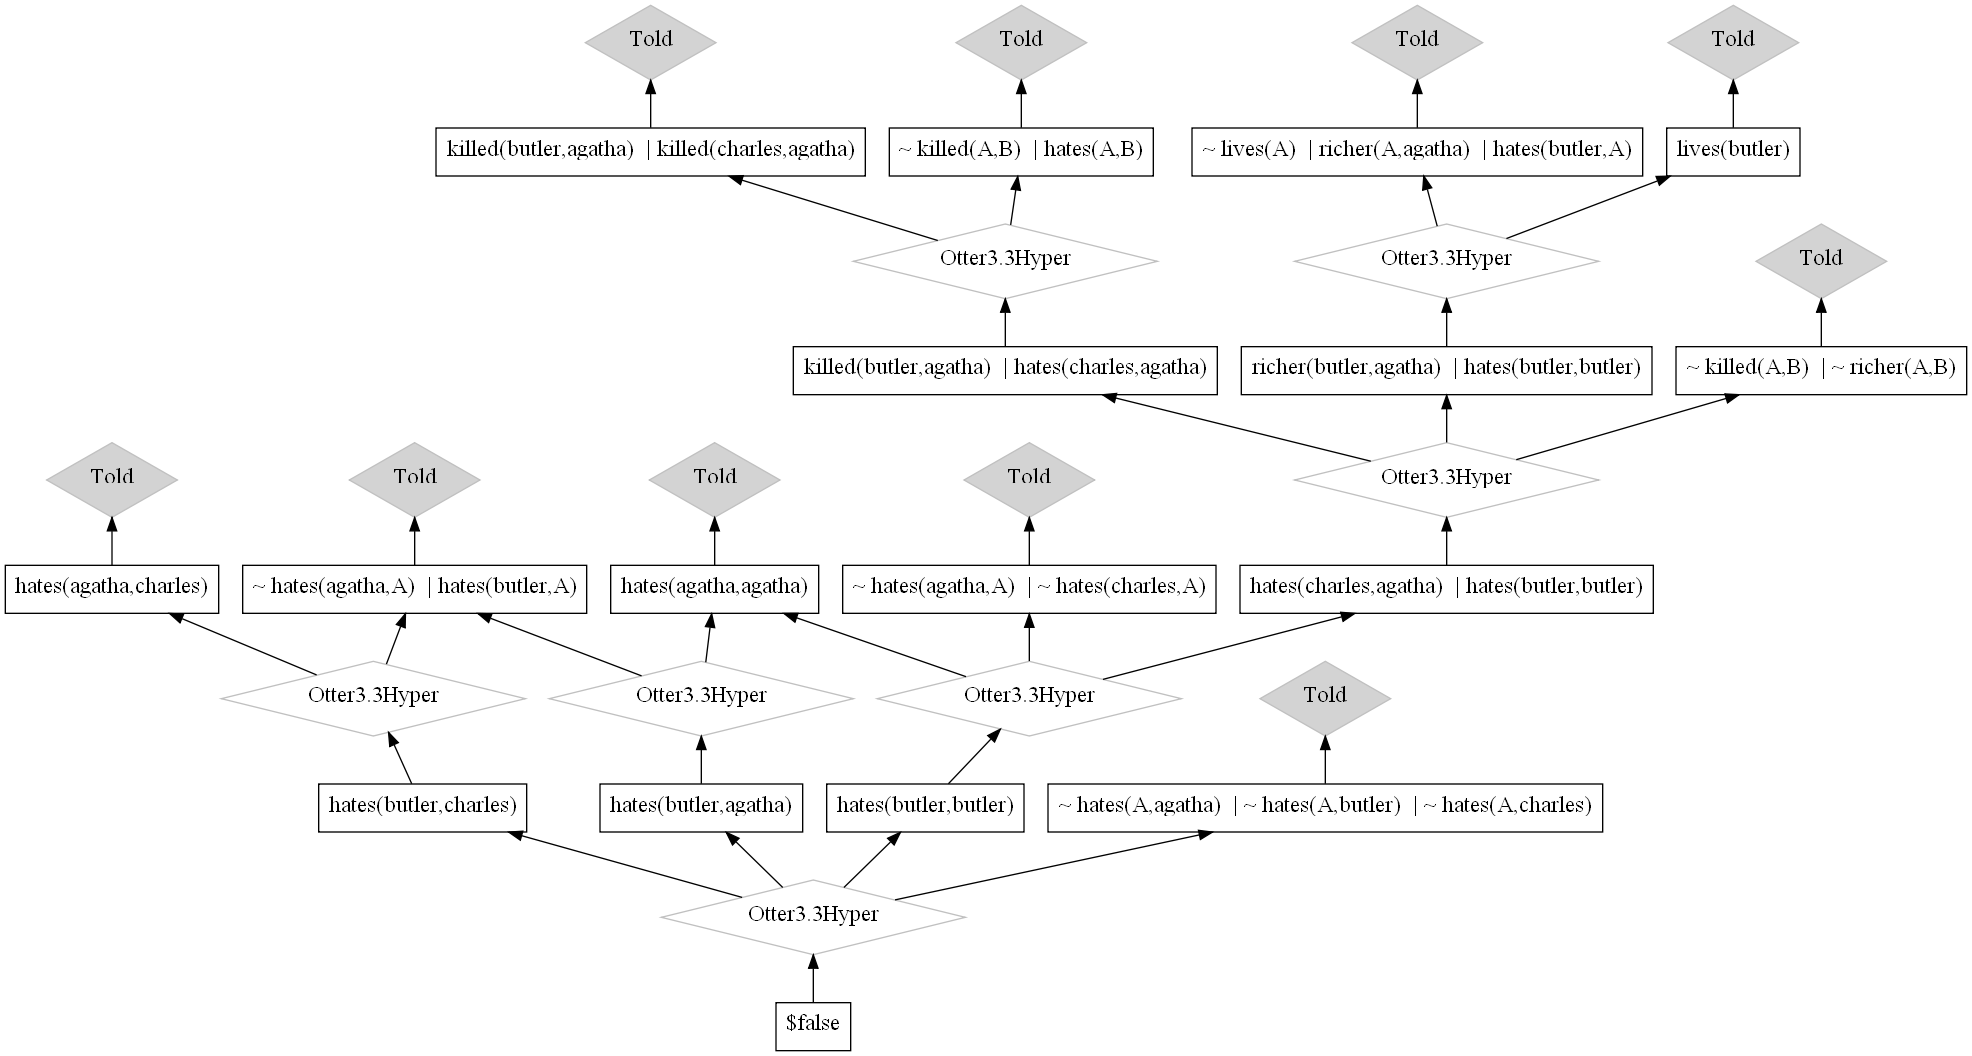 Told
Told
Told
Told
killed(butler,agatha) | killed(charles,agatha)
~ killed(A,B) | hates(A,B)
~ lives(A) | richer(A,agatha) | hates(butler,A)
lives(butler)
Otter3.3Hyper
Otter3.3Hyper
Told
killed(butler,agatha) | hates(charles,agatha)
richer(butler,agatha) | hates(butler,butler)
~ killed(A,B) | ~ richer(A,B)
Told
Told
Told
Told
Otter3.3Hyper
hates(agatha,charles)
~ hates(agatha,A) | hates(butler,A)
hates(agatha,agatha)
~ hates(agatha,A) | ~ hates(charles,A)
hates(charles,agatha) | hates(butler,butler)
Otter3.3Hyper
Otter3.3Hyper
Otter3.3Hyper
Told
hates(butler,charles)
hates(butler,agatha)
hates(butler,butler)
~ hates(A,agatha) | ~ hates(A,butler) | ~ hates(A,charles)
Otter3.3Hyper
$false